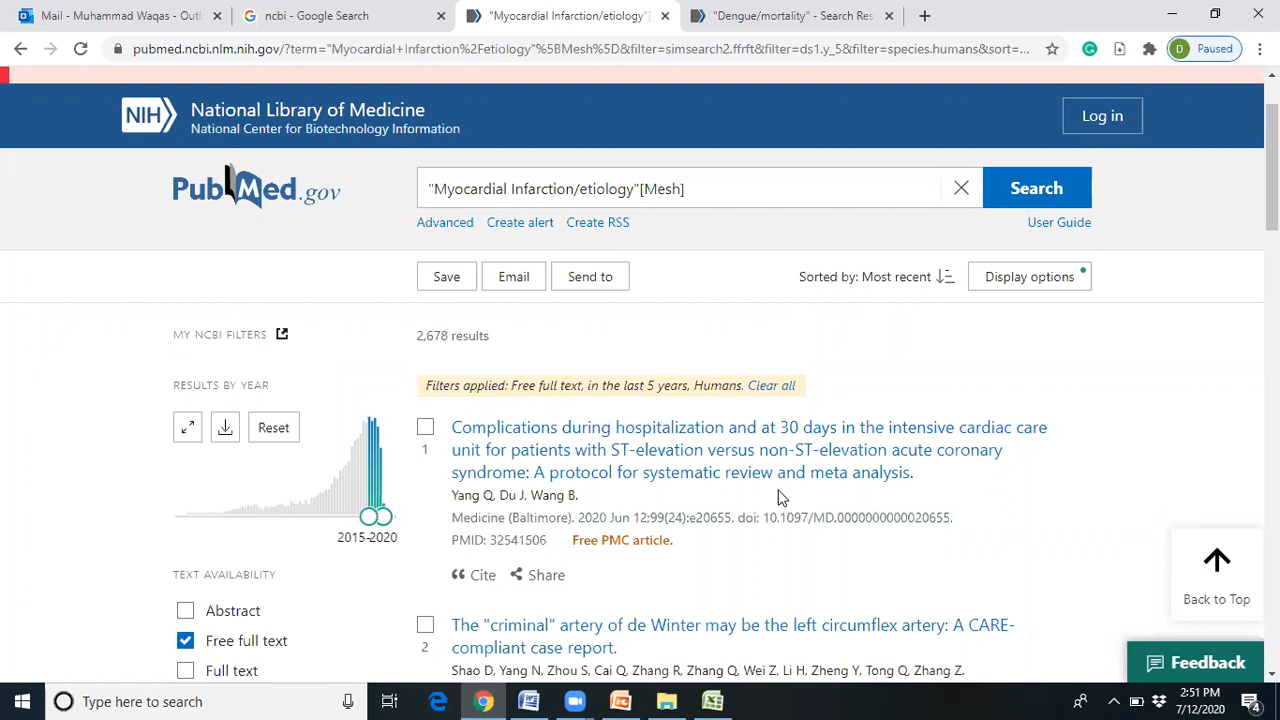 Mail - Muhammad Waqas - Outl
ncbi - Google Search
"Myocardial Infarction/etiology"[
"Dengue/mortality" - Search Res
pubmed.ncbi.nlm.nih.gov/?term="Myocardial+Infarction%2Fetiology"%5BMesh%5D&filter=simsearch2.ffrft&filter=ds1.y_5&filter=species.humans&sort=...
D Paused
NIH National Library of Medicine
National Center for Biotechnology Information
Log in
PubMed.gov
"Myocardial Infarction/etiology"[Mesh]
Search
Advanced Create alert Create RSS
User Guide
Save Email Send to
Sorted by: Most recent
Display options
MY NCBI FILTERS
2,678 results
RESULTS BY YEAR
Filters applied: Free full text, in the last 5 years, Humans. Clear all
Reset
2015-2020
1
Complications during hospitalization and at 30 days in the intensive cardiac care
unit for patients with ST-elevation versus non-ST-elevation acute coronary
syndrome: A protocol for systematic review and meta analysis.
Yang Q, Du J, Wang B.
Medicine (Baltimore). 2020 Jun 12;99(24):e20655. doi: 10.1097/MD.0000000000020655.
PMID: 32541506 Free PMC article.
Cite Share
TEXT AVAILABILITY
Abstract
Free full text
Full text
2
The "criminal" artery of de Winter may be the left circumflex artery: A CARE-
compliant case report.
Shao D, Yang N, Zhou S, Cai Q, Zhang R, Zhang Q, Wei Z, Li H, Zheng Y, Tong Q, Zhang Z.
Back to Top
Feedback
Type here to search
2:51 PM
7/12/2020
4